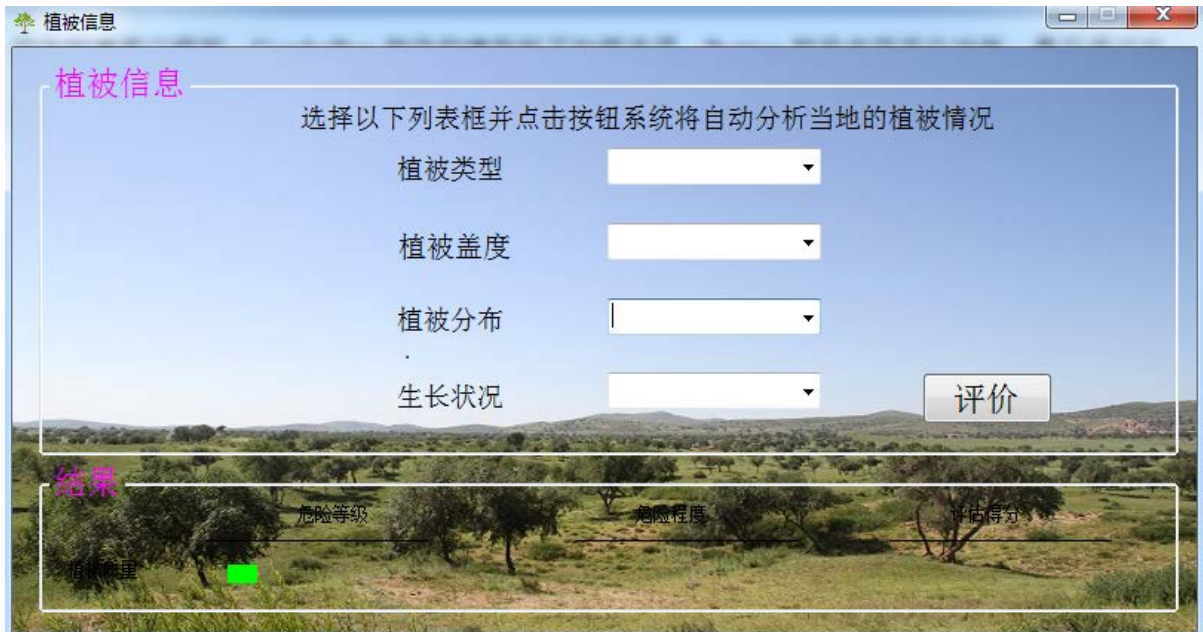 植被信息
植被信息
选择以下列表框并点击按钮系统将自动分析当地的植被情况
植被类型
植被盖度
植被分布
生长状况
评价
结果
危险等级 危险程度 评估得分